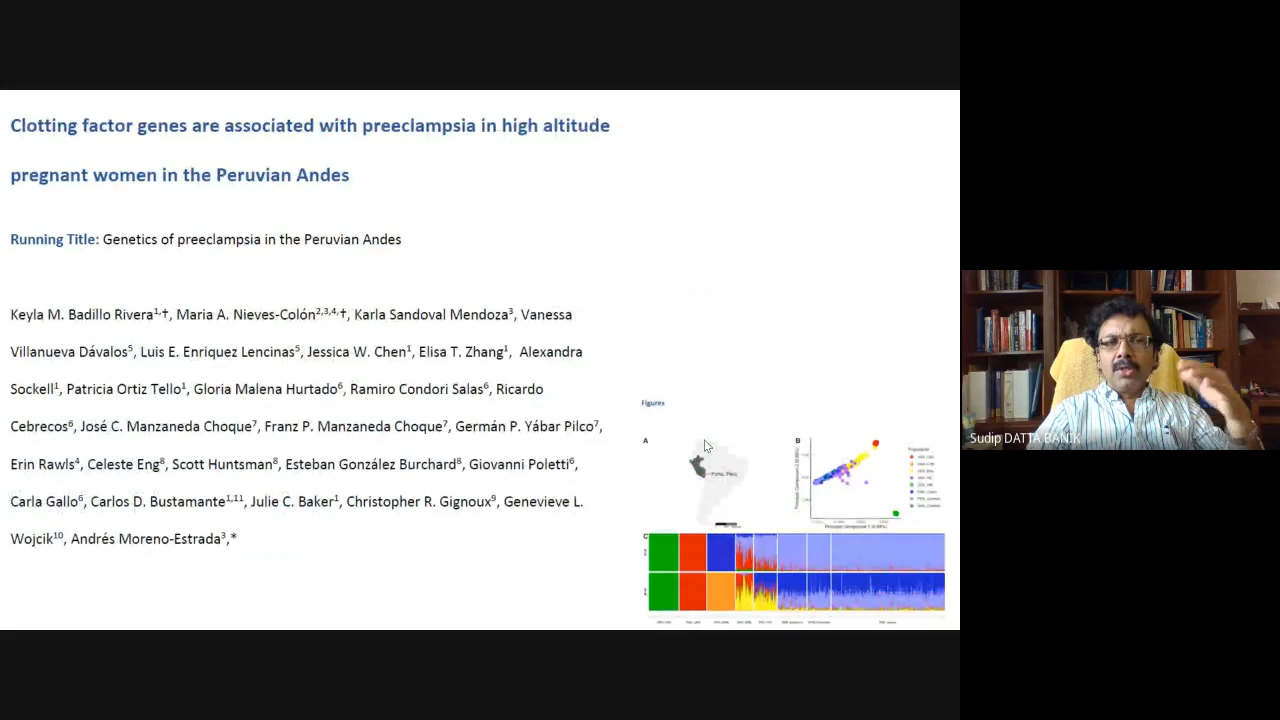 Clotting factor genes are associated with preeclampsia in high altitude
pregnant women in the Peruvian Andes
Running Title: Genetics of preeclampsia in the Peruvian Andes
Keyla M. Badillo Rivera1,†, Maria A. Nieves-Colón2,3,4,†, Karla Sandoval Mendoza3, Vanessa
Villanueva Dávalos5, Luis E. Enriquez Lencinas5, Jessica W. Chen1, Elisa T. Zhang1, Alexandra
Sockell1, Patricia Ortiz Tello1, Gloria Malena Hurtado6, Ramiro Condori Salas6, Ricardo
Cebrecos6, José C. Manzaneda Choque7, Franz P. Manzaneda Choque7, Germán P. Yábar Pilco7,
Erin Rawls4, Celeste Eng8, Scott Huntsman8, Esteban González Burchard8, Giovanni Poletti6,
Carla Gallo6, Carlos D. Bustamante1,11, Julie C. Baker1, Christopher R. Gignoux9, Genevieve L.
Wojcik10, Andrés Moreno-Estrada3,*
Figures
A
B
C
Sudip DATTA BANIK